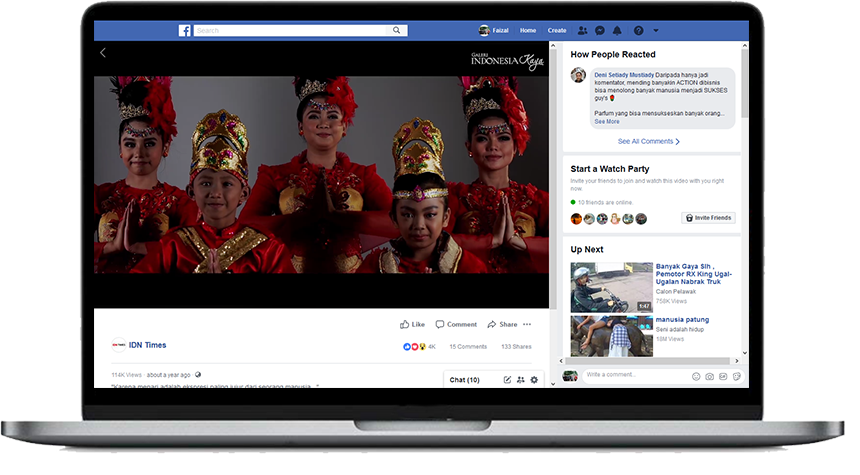 Search
Faizal
Home
Create
GALERI
INDONESIA Kaya
How People Reacted
Deni Setiady Mustiady Daripada hanya jadi
komentator, mending banyakin ACTION dibisnis
bisa menolong banyak manusia menjadi SUKSES
guy's
Parfum yang bisa mensukseskan banyak orang...
See More
See All Comments
Start a Watch Party
Invite your friends to join and watch this video with you right
now.
10 friends are online.
Invite Friends
Up Next
Banyak Gaya Sih ,
Pemotor RX King Ugal-
Ugalan Nabrak Truk
Calon Pelawak
758K Views
1:47
manusia patung
Seni adalah hidup
18M Views
Like
Comment
Share
IDN TIMES
IDN Times
4K
15 Comments
133 Shares
114K Views · about a year ago ·
"Karena menari adalah ekspresi paling jujur dari seorang manusia..."
Chat (10)
Write a comment...